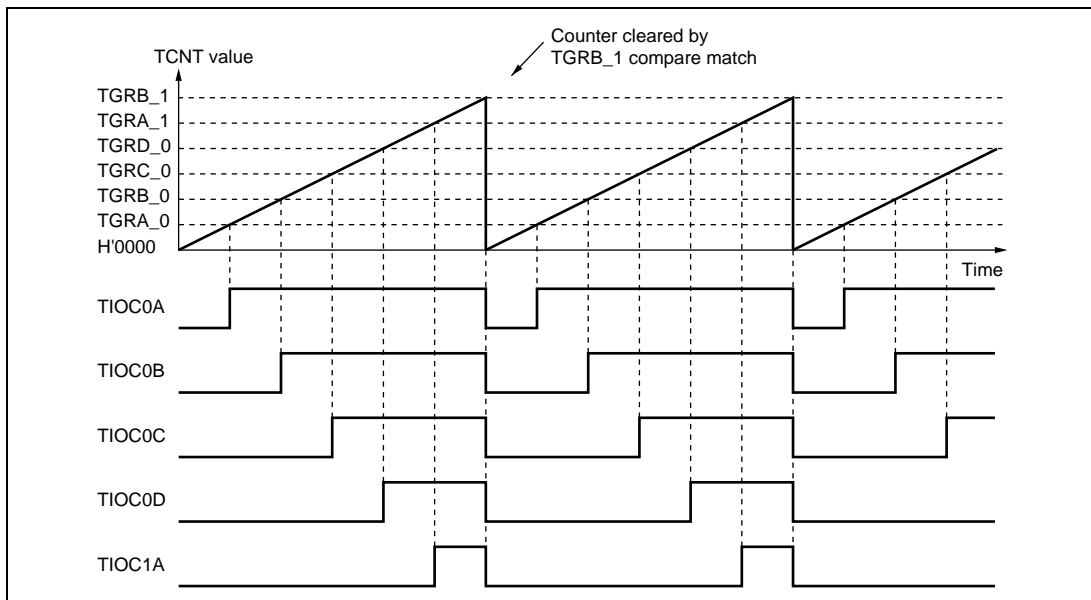 Counter cleared by
TGRB_1 compare match
TCNT value
TGRB_1
TGRA_1
TGRD_0
TGRC_0
TGRB_0
TGRA_0
H'0000
Time
TIOC0A
TIOC0B
TIOC0C
TIOC0D
TIOC1A